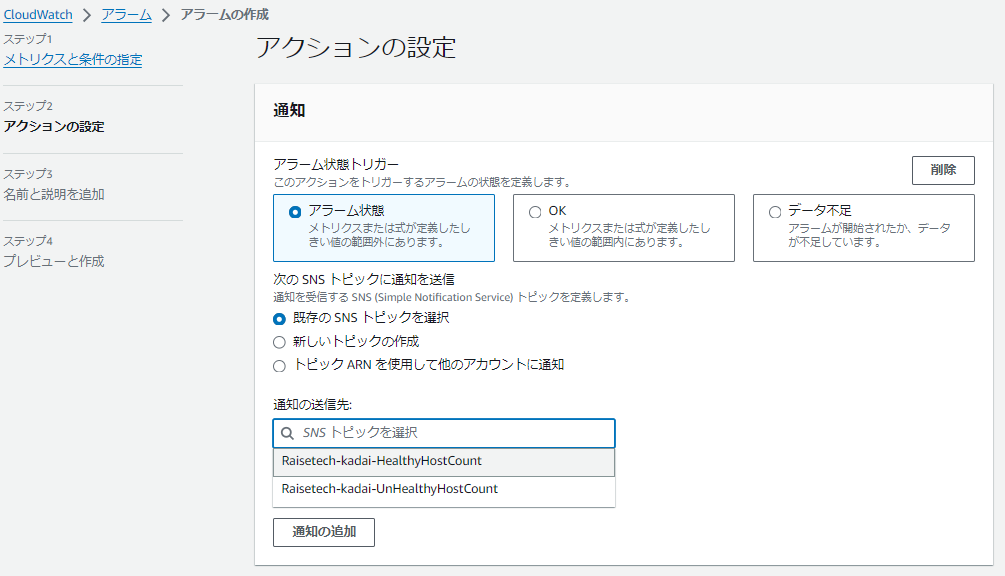 CloudWatch > アラーム > アラームの作成
ステップ1
メトリクスと条件の指定
ステップ2
アクションの設定
ステップ3
名前と説明を追加
ステップ4
プレビューと作成
アクションの設定
通知
アラーム状態トリガー
このアクションをトリガーするアラームの状態を定義します。
削除
アラーム状態
メトリクスまたは式が定義したし
きい値の範囲外にあります。
OK
メトリクスまたは式が定義したし
きい値の範囲内にあります。
データ不足
アラームが開始されたか、データ
が不足しています。
次の SNS トピックに通知を送信
通知を受信する SNS (Simple Notification Service) トピックを定義します。
既存の SNS トピックを選択
新しいトピックの作成
トピック ARN を使用して他のアカウントに通知
通知の送信先:
SNS トピックを選択
Raisetech-kadai-HealthyHostCount
Raisetech-kadai-UnHealthyHostCount
通知の追加